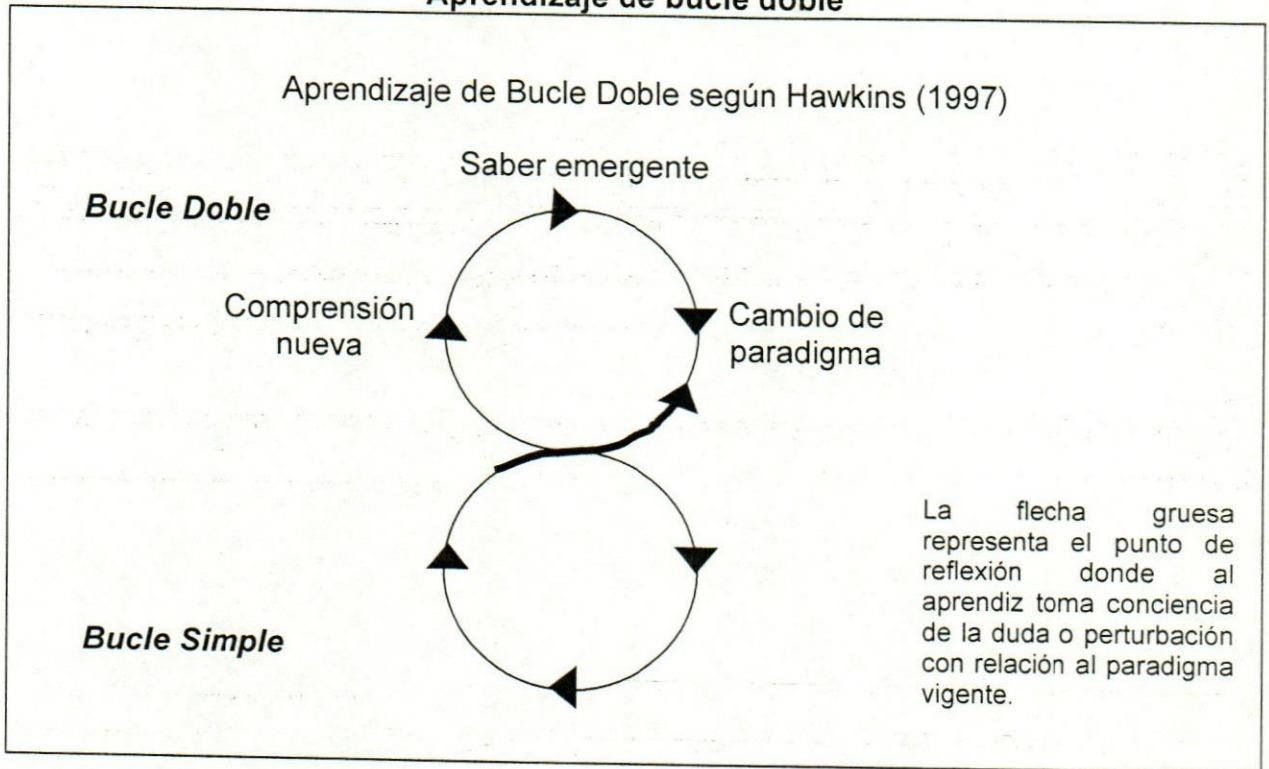 Aprendizaje de bucle doble
Aprendizaje de Bucle Doble según Hawkins (1997)
Saber emergente
Bucle Doble
Comprensión
nueva
Cambio de
paradigma
La flecha gruesa
representa el punto de
reflexión donde al
aprendiz toma conciencia
de la duda o perturbación
con relación al paradigma
vigente.
Bucle Simple